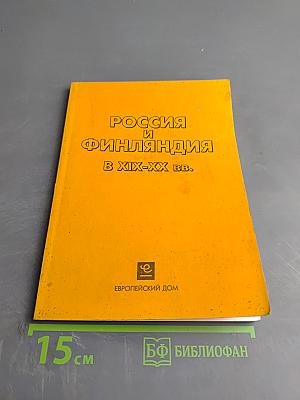 РОССИЯ
И
ФИНЛЯНДИЯ
В XIX–XX ВВ.
ЕВРОПЕЙСКИЙ ДОМ
15 см
БФ БИБЛИОФАН